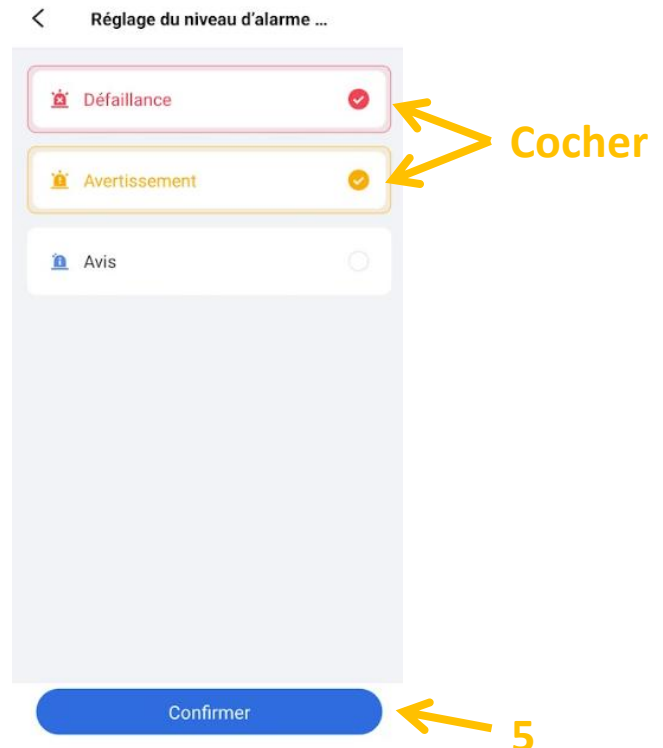 Réglage du niveau d'alarme ...
Défaillance
Cocher
Avertissement
Avis
Confirmer
5